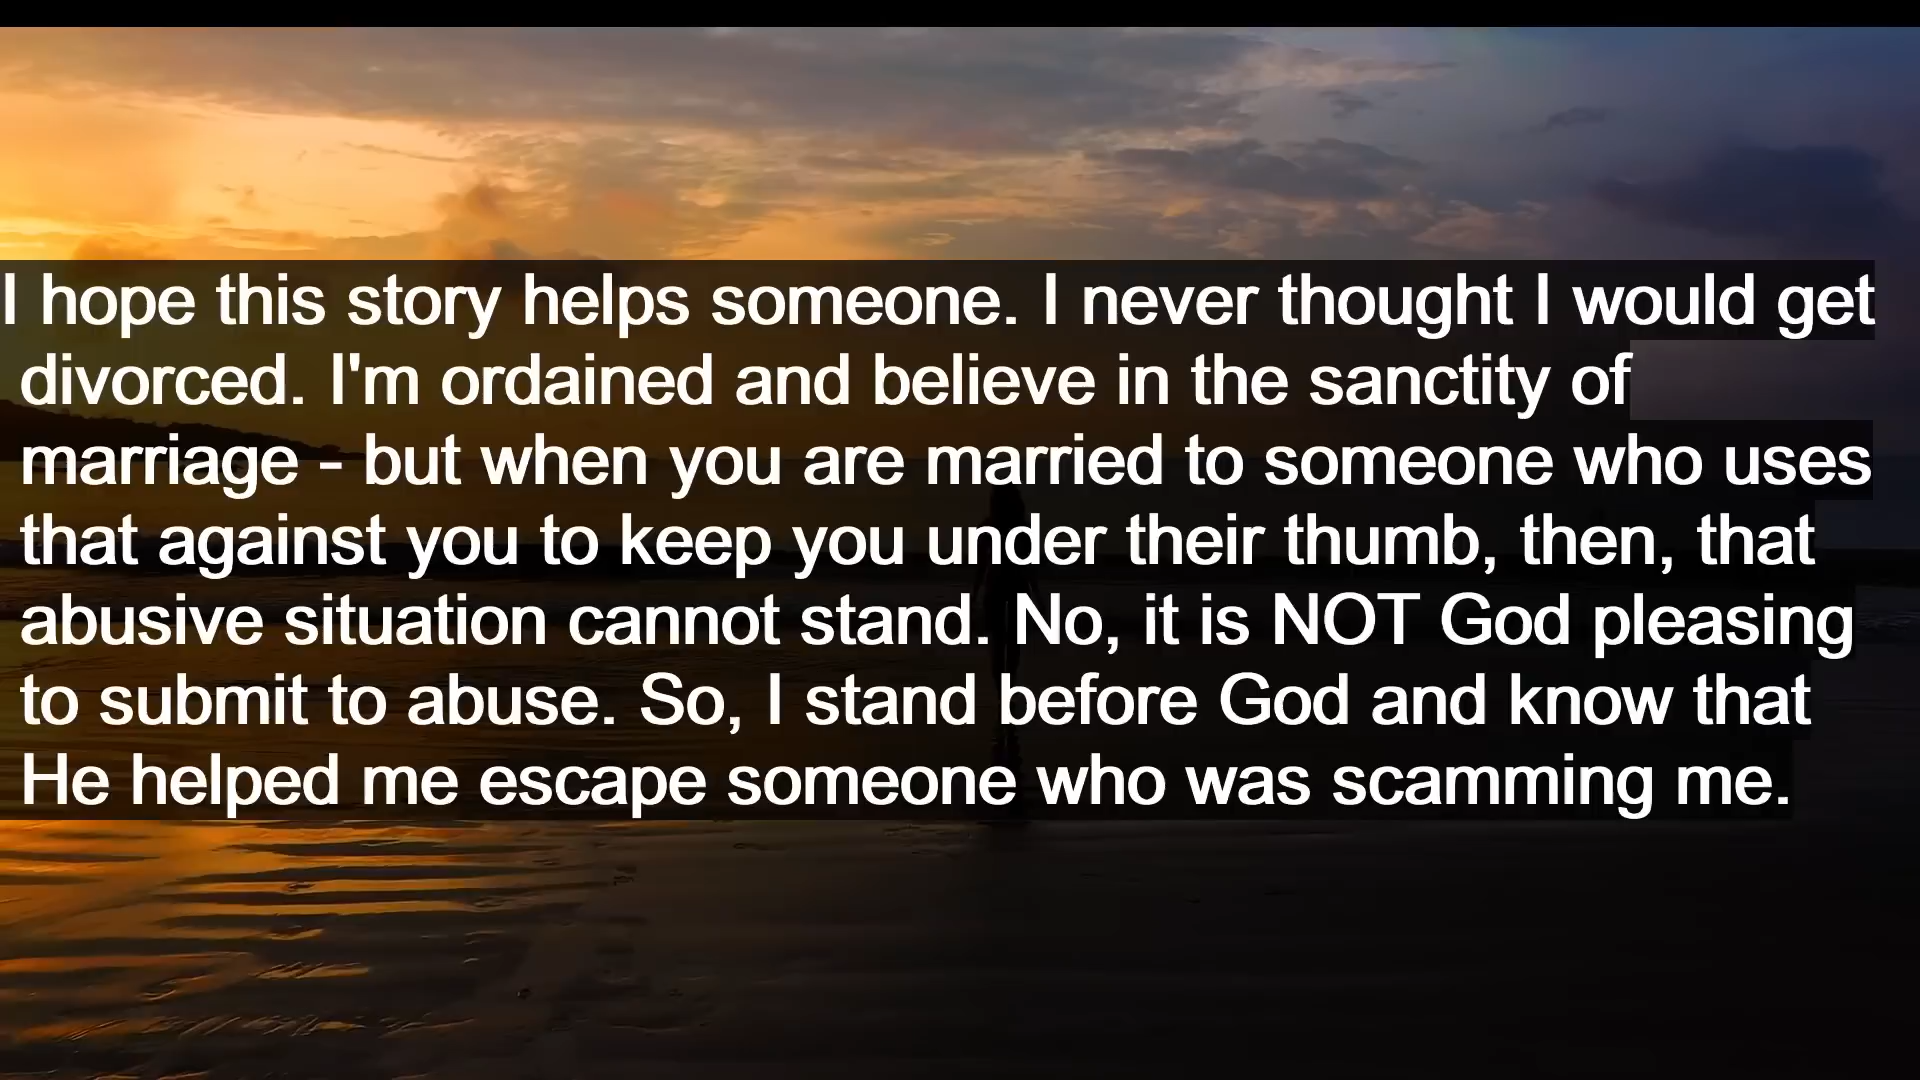 I hope this story helps someone. I never thought I would get
divorced. I'm ordained and believe in the sanctity of
marriage - but when you are married to someone who uses
that against you to keep you under their thumb, then, that
abusive situation cannot stand. No, it is NOT God pleasing
to submit to abuse. So, I stand before God and know that
He helped me escape someone who was scamming me.